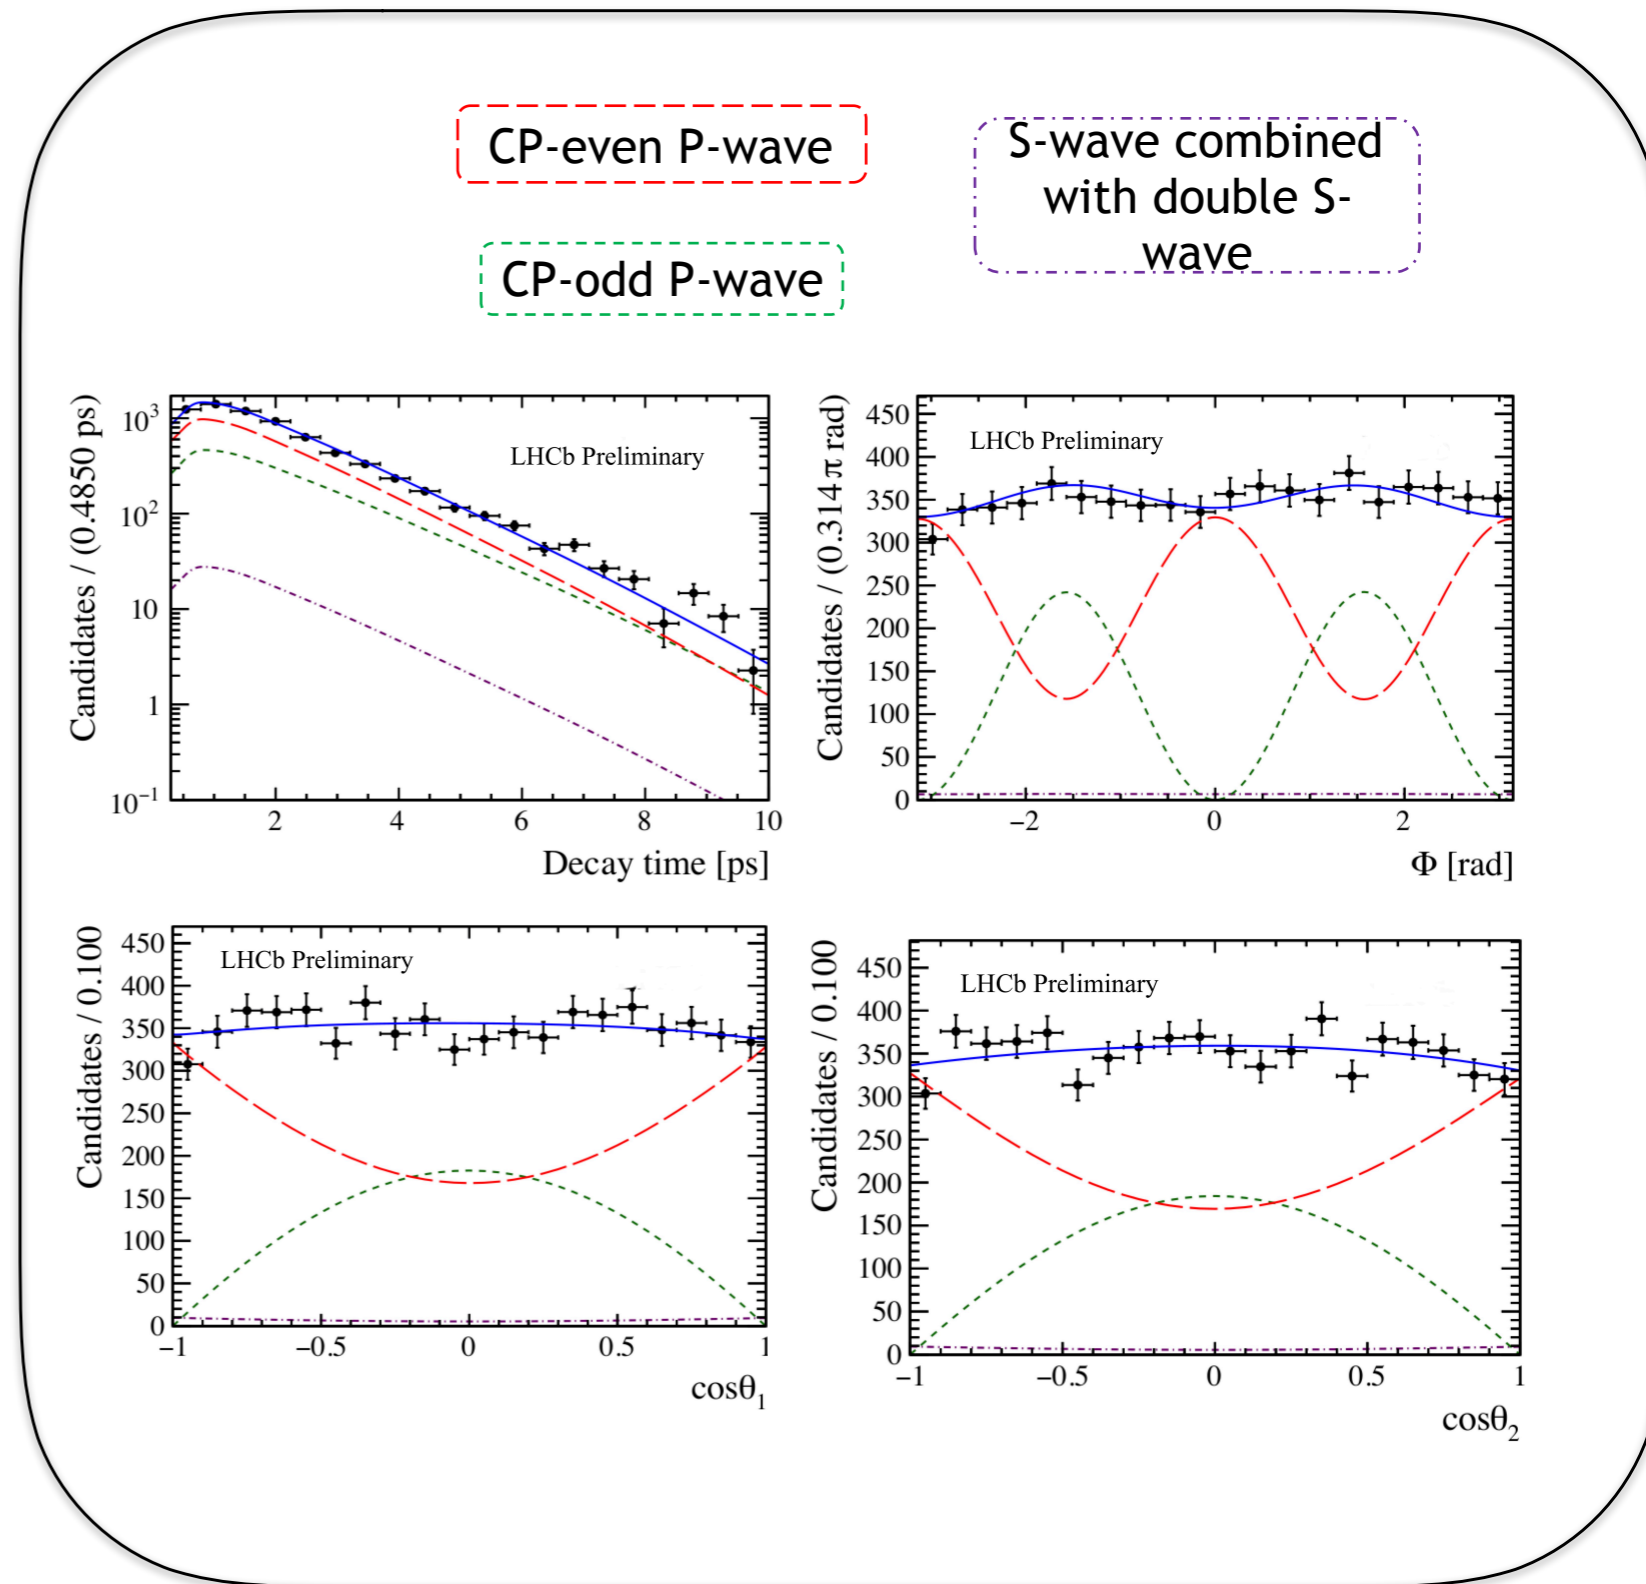 CP-even P-wave
S-wave combined
with double S-
wave
CP-odd P-wave
Candidates / (0.4850 ps)
10³
10²
10
1
10⁻¹
LHCb Preliminary
2 4 6 8 10
Decay time [ps]
Candidates / (0.314 π rad)
450
400
350
300
250
200
150
100
50
0
LHCb Preliminary
−2 0 2
Φ [rad]
Candidates / 0.100
450
400
350
300
250
200
150
100
50
0
LHCb Preliminary
−1 −0.5 0 0.5 1
cosθ₁
Candidates / 0.100
450
400
350
300
250
200
150
100
50
0
LHCb Preliminary
−1 −0.5 0 0.5 1
cosθ₂